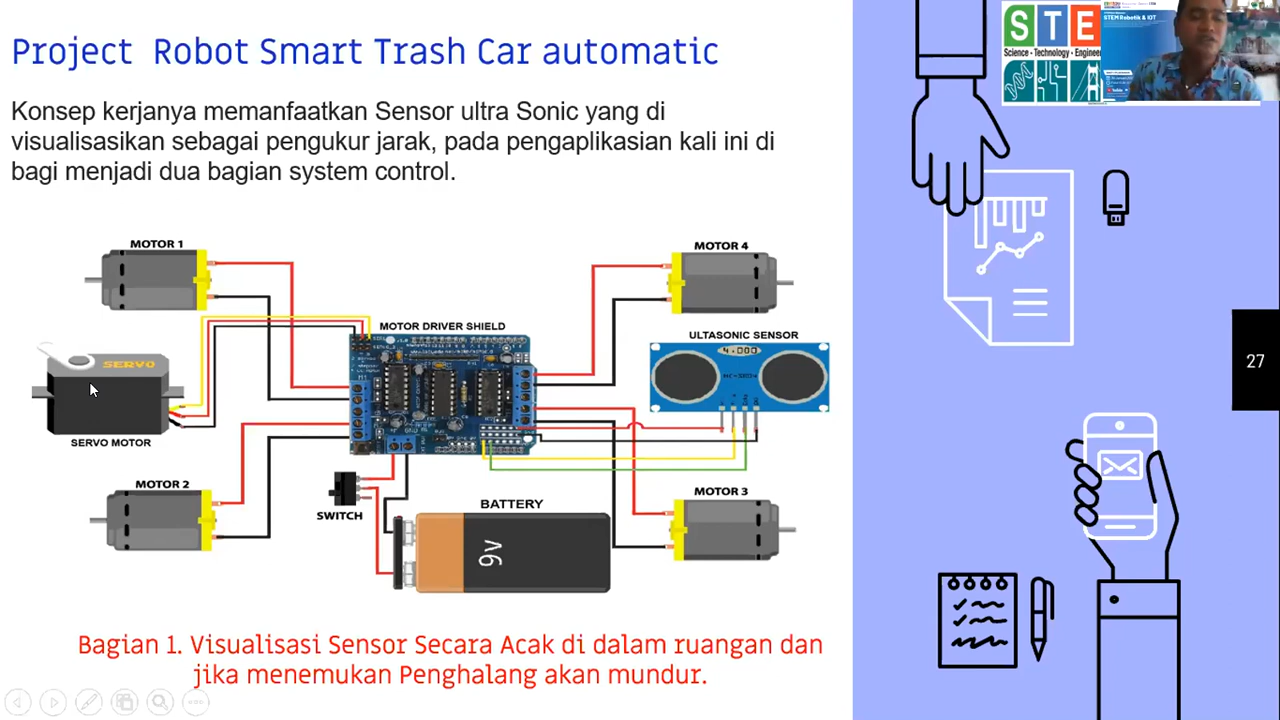 Project Robot Smart Trash Car automatic
STE
Science - Technology - Engineer
STEM Robotik & IOT
Konsep kerjanya memanfaatkan Sensor ultra Sonic yang di
visualisasikan sebagai pengukur jarak, pada pengaplikasian kali ini di
bagi menjadi dua bagian system control.
MOTOR 1
MOTOR 4
MOTOR DRIVER SHIELD
ULTASONIC SENSOR
4.000
SERVO
SERVO MOTOR
27
MOTOR 2
SWITCH
BATTERY
9v
MOTOR 3
Bagian 1. Visualisasi Sensor Secara Acak di dalam ruangan dan
jika menemukan Penghalang akan mundur.